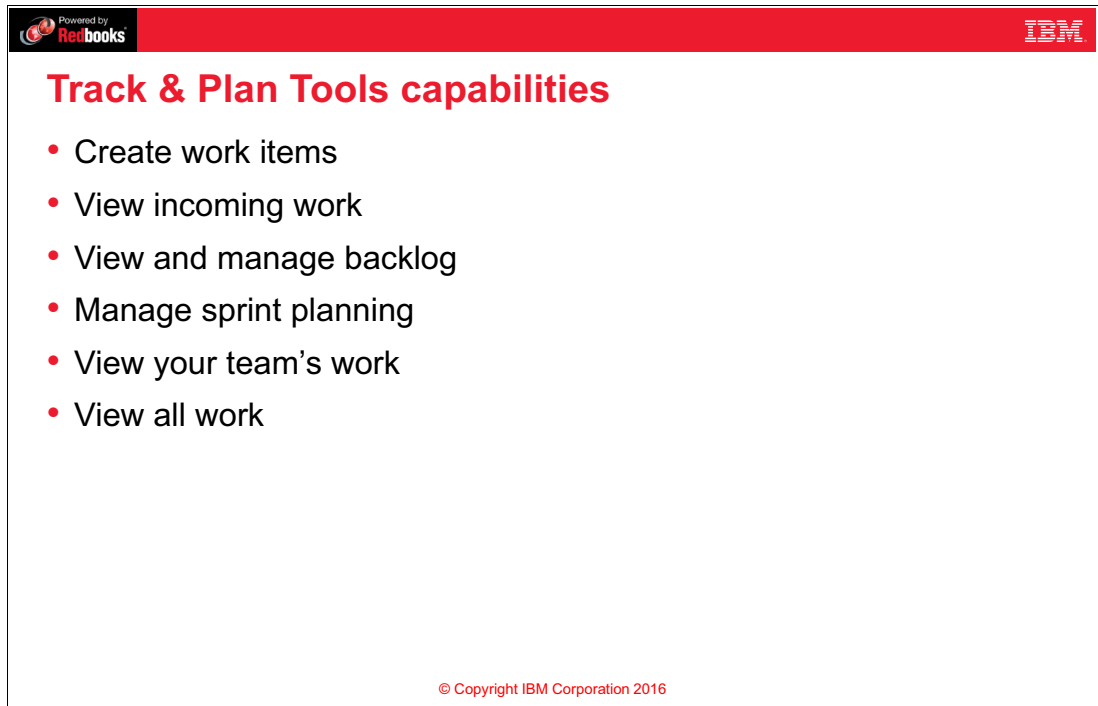 Powered by
Redbooks
IBM
Track & Plan Tools capabilities
• Create work items
• View incoming work
• View and manage backlog
• Manage sprint planning
• View your team’s work
• View all work
© Copyright IBM Corporation 2016